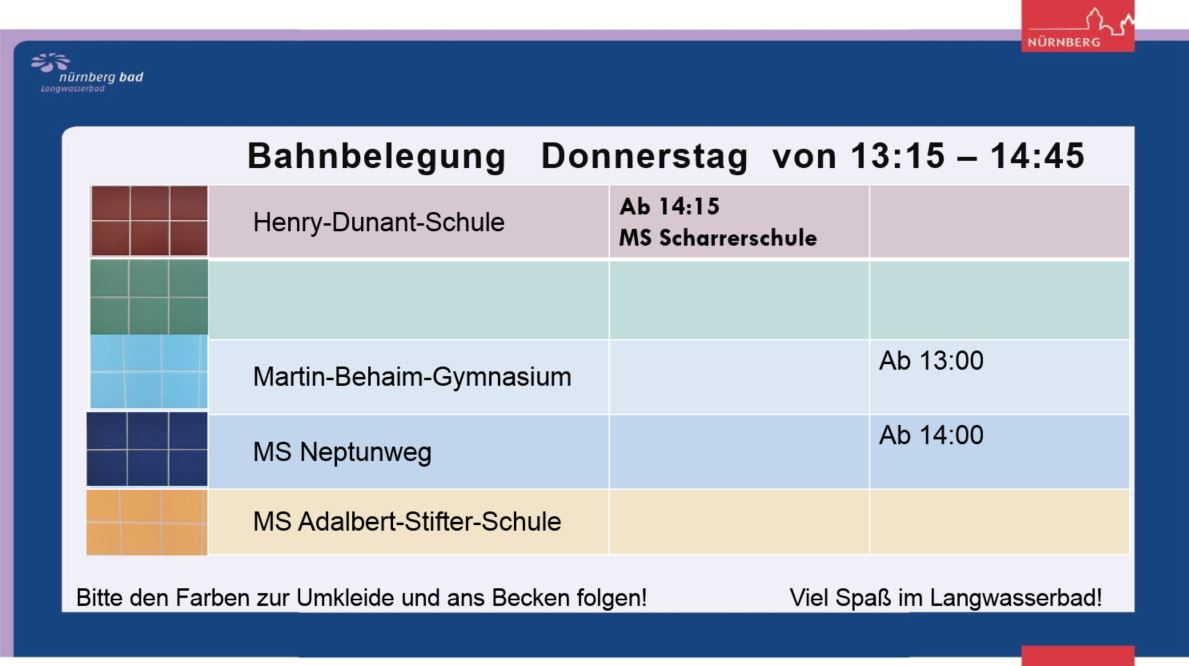 NÜRNBERG
nürnberg bad
Langwasserbad
Bahnbelegung Donnerstag von 13:15 – 14:45
Henry-Dunant-Schule
Ab 14:15
MS Scharrerschule
Martin-Behaim-Gymnasium
Ab 13:00
MS Neptunweg
Ab 14:00
MS Adalbert-Stifter-Schule
Bitte den Farben zur Umkleide und ans Becken folgen!
Viel Spaß im Langwasserbad!